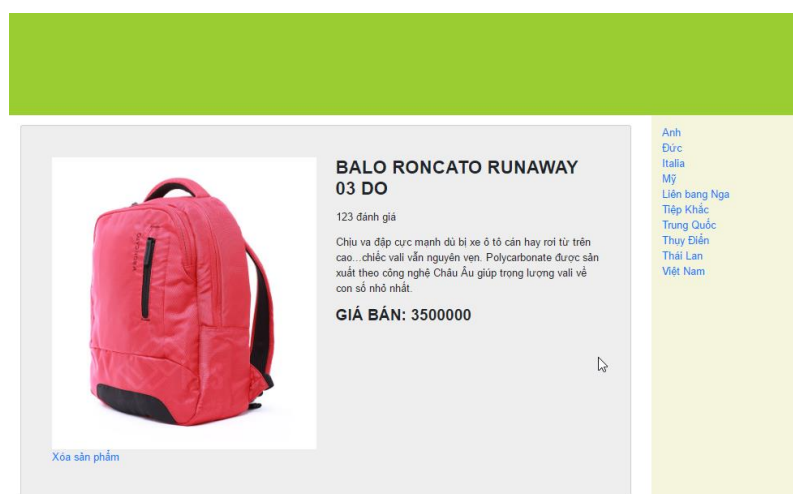 BALO RONCATO RUNAWAY
03 DO
123 đánh giá
Chịu va đập cực mạnh dù bị xe ô tô cán hay rơi từ trên
cao...chiếc vali vẫn nguyên vẹn. Polycarbonate được sản
xuất theo công nghệ Châu Âu giúp trọng lượng vali về
con số nhỏ nhất.
GIÁ BÁN: 3500000
Xóa sản phẩm
Anh
Đức
Italia
Mỹ
Liên bang Nga
Tiệp Khắc
Trung Quốc
Thụy Điển
Thái Lan
Việt Nam